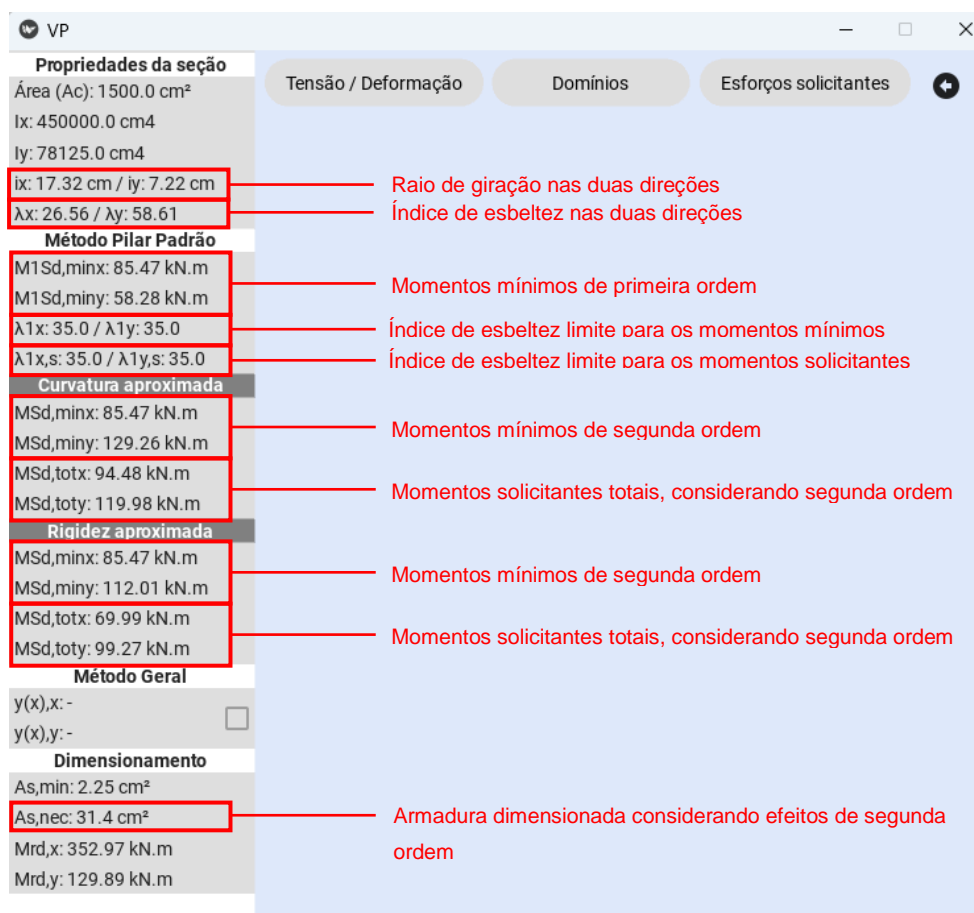 VP
Propriedades da seção
Tensão / Deformação
Domínios
Esforços solicitantes
Área (Ac): 1500.0 cm²
Ix: 450000.0 cm4
Iy: 78125.0 cm4
ix: 17.32 cm / iy: 7.22 cm
Raio de giração nas duas direções
λx: 26.56 / λy: 58.61
Índice de esbeltez nas duas direções
Método Pilar Padrão
M1Sd,minx: 85.47 kN.m
M1Sd,miny: 58.28 kN.m
Momentos mínimos de primeira ordem
λ1x: 35.0 / λ1y: 35.0
Índice de esbeltez limite para os momentos mínimos
λ1x,s: 35.0 / λ1y,s: 35.0
Índice de esbeltez limite para os momentos solicitantes
Curvatura aproximada
MSd,minx: 85.47 kN.m
MSd,miny: 129.26 kN.m
Momentos mínimos de segunda ordem
MSd,totx: 94.48 kN.m
MSd,toty: 119.98 kN.m
Momentos solicitantes totais, considerando segunda ordem
Rigidez aproximada
MSd,minx: 85.47 kN.m
MSd,miny: 112.01 kN.m
Momentos mínimos de segunda ordem
MSd,totx: 69.99 kN.m
MSd,toty: 99.27 kN.m
Momentos solicitantes totais, considerando segunda ordem
Método Geral
y(x),x: -
y(x),y: -
Dimensionamento
As,min: 2.25 cm²
As,nec: 31.4 cm²
Armadura dimensionada considerando efeitos de segunda
ordem
Mrd,x: 352.97 kN.m
Mrd,y: 129.89 kN.m